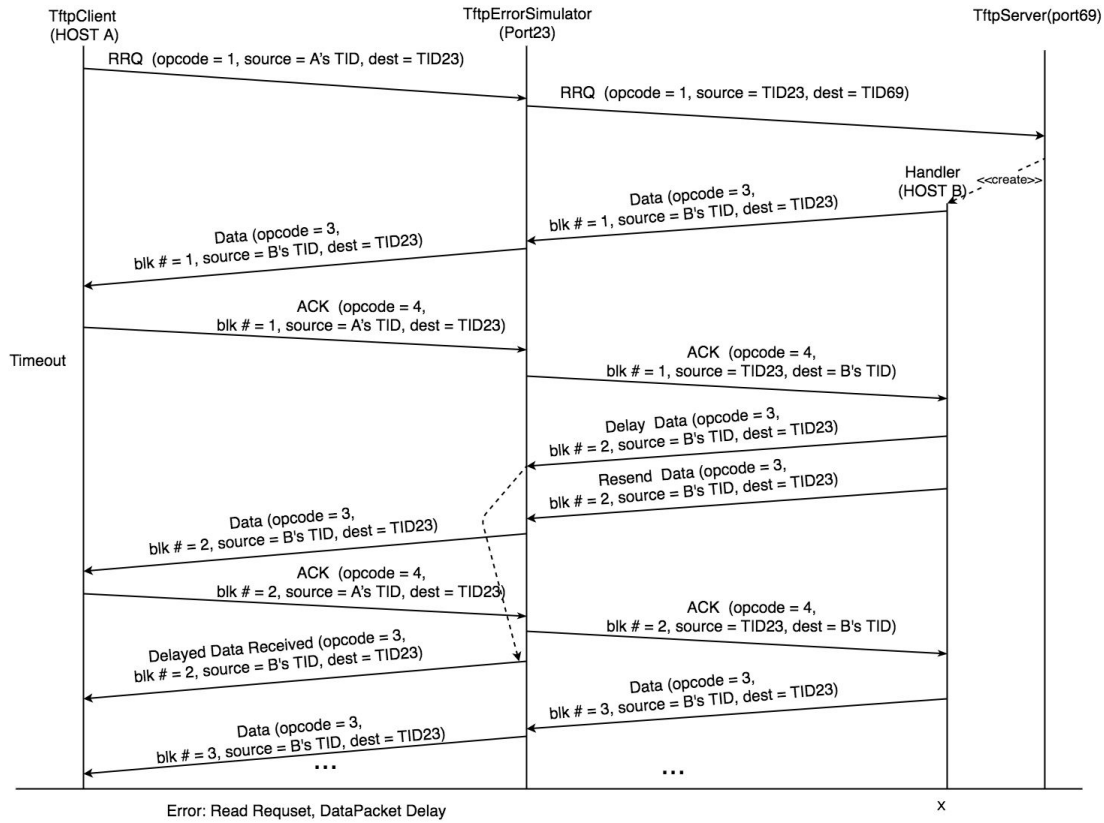 TftpClient
(HOST A)
TftpErrorSimulator
(Port23)
TftpServer(port69)
RRQ (opcode = 1, source = A's TID, dest = TID23)
RRQ (opcode = 1, source = TID23, dest = TID69)
Handler
(HOST B)
<<create>>
Data (opcode = 3,
blk # = 1, source = B's TID, dest = TID23)
Data (opcode = 3,
blk # = 1, source = B's TID, dest = TID23)
ACK (opcode = 4,
blk # = 1, source = A's TID, dest = TID23)
Timeout
ACK (opcode = 4,
blk # = 1, source = TID23, dest = B's TID)
Delay Data (opcode = 3,
blk # = 2, source = B's TID, dest = TID23)
Resend Data (opcode = 3,
blk # = 2, source = B's TID, dest = TID23)
Data (opcode = 3,
blk # = 2, source = B's TID, dest = TID23)
ACK (opcode = 4,
blk # = 2, source = A's TID, dest = TID23)
ACK (opcode = 4,
blk # = 2, source = TID23, dest = B's TID)
Delayed Data Received (opcode = 3,
blk # = 2, source = B's TID, dest = TID23)
Data (opcode = 3,
blk # = 3, source = B's TID, dest = TID23)
Data (opcode = 3,
blk # = 3, source = B's TID, dest = TID23)
...
...
Error: Read Requset, DataPacket Delay
x